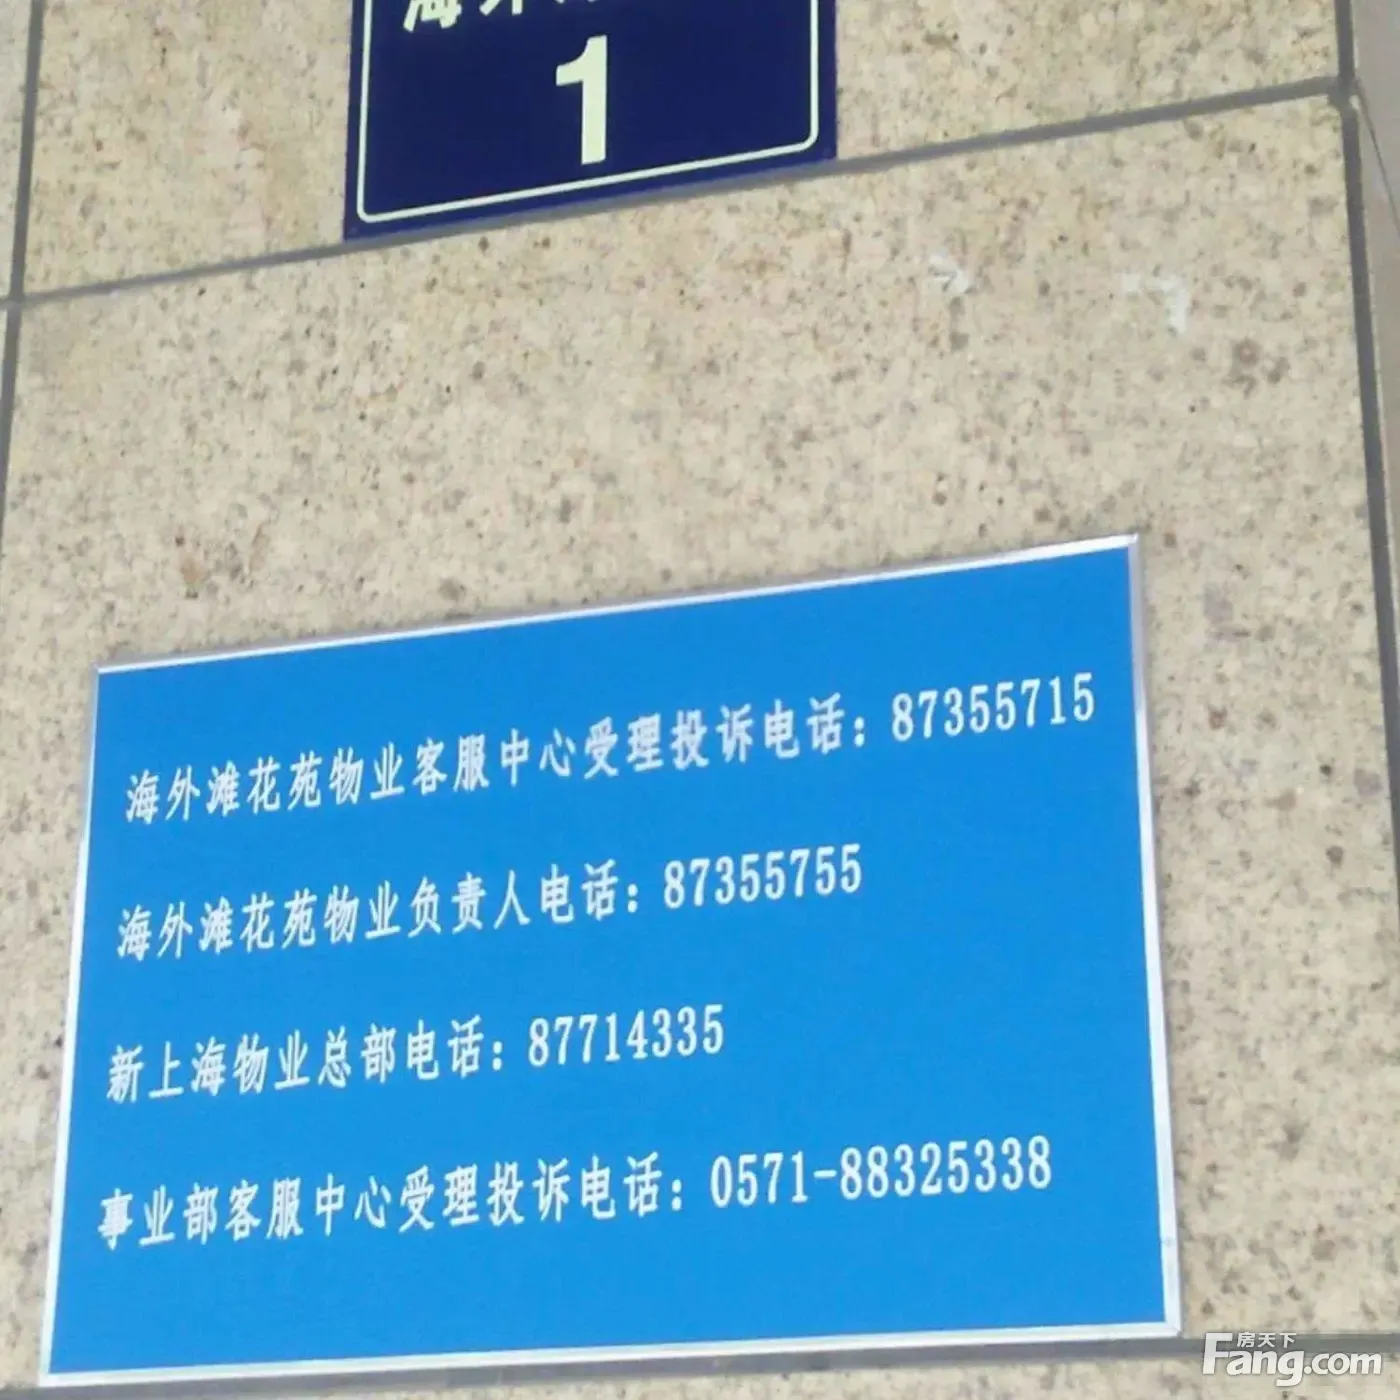 海外
1
海外滩花苑物业客服中心受理投诉电话：87355715
海外滩花苑物业负责人电话：87355755
新上海物业总部电话：87714335
事业部客服中心受理投诉电话：0571-88325338
房天下
Fang.com